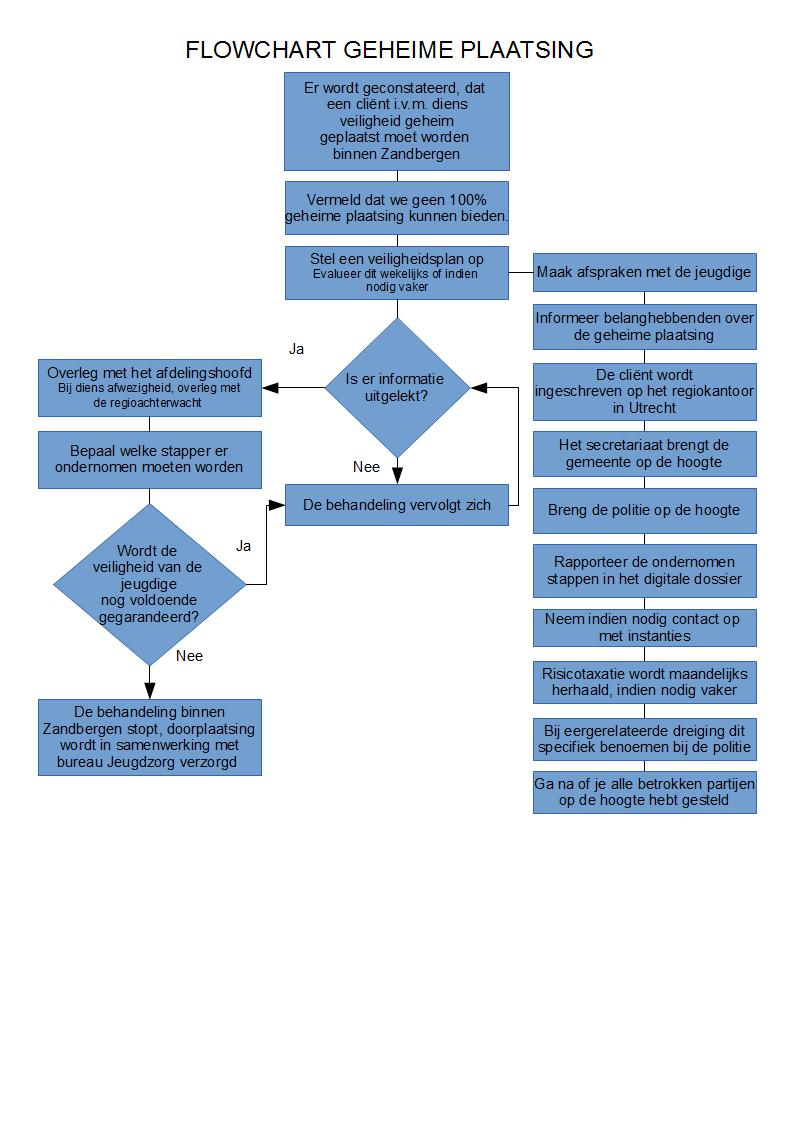 FLOWCHART GEHEIME PLAATSING
Er wordt geconstateerd, dat
een cliënt i.v.m. diens
veiligheid geheim
geplaatst moet worden
binnen Zandbergen
Vermeld dat we geen 100%
geheime plaatsing kunnen bieden.
Stel een veiligheidsplan op
Evalueer dit wekelijks of indien
nodig vaker
Is er informatie
uitgelekt?
Ja
Nee
De behandeling vervolgt zich
Overleg met het afdelingshoofd
Bij diens afwezigheid, overleg met
de regioachterwacht
Bepaal welke stapper er
ondernomen moeten worden
Wordt de
veiligheid van de
jeugdige
nog voldoende
gegarandeerd?
Ja
Nee
De behandeling binnen
Zandbergen stopt, doorplaatsing
wordt in samenwerking met
bureau Jeugdzorg verzorgd
Maak afspraken met de jeugdige
Informeer belanghebbenden over
de geheime plaatsing
De cliënt wordt
ingeschreven op het regiokantoor
in Utrecht
Het secretariaat brengt de
gemeente op de hoogte
Breng de politie op de hoogte
Rapporteer de ondernomen
stappen in het digitale dossier
Neem indien nodig contact op
met instanties
Risicotaxatie wordt maandelijks
herhaald, indien nodig vaker
Bij eergerelateerde dreiging dit
specifiek benoemen bij de politie
Ga na of je alle betrokken partijen
op de hoogte hebt gesteld